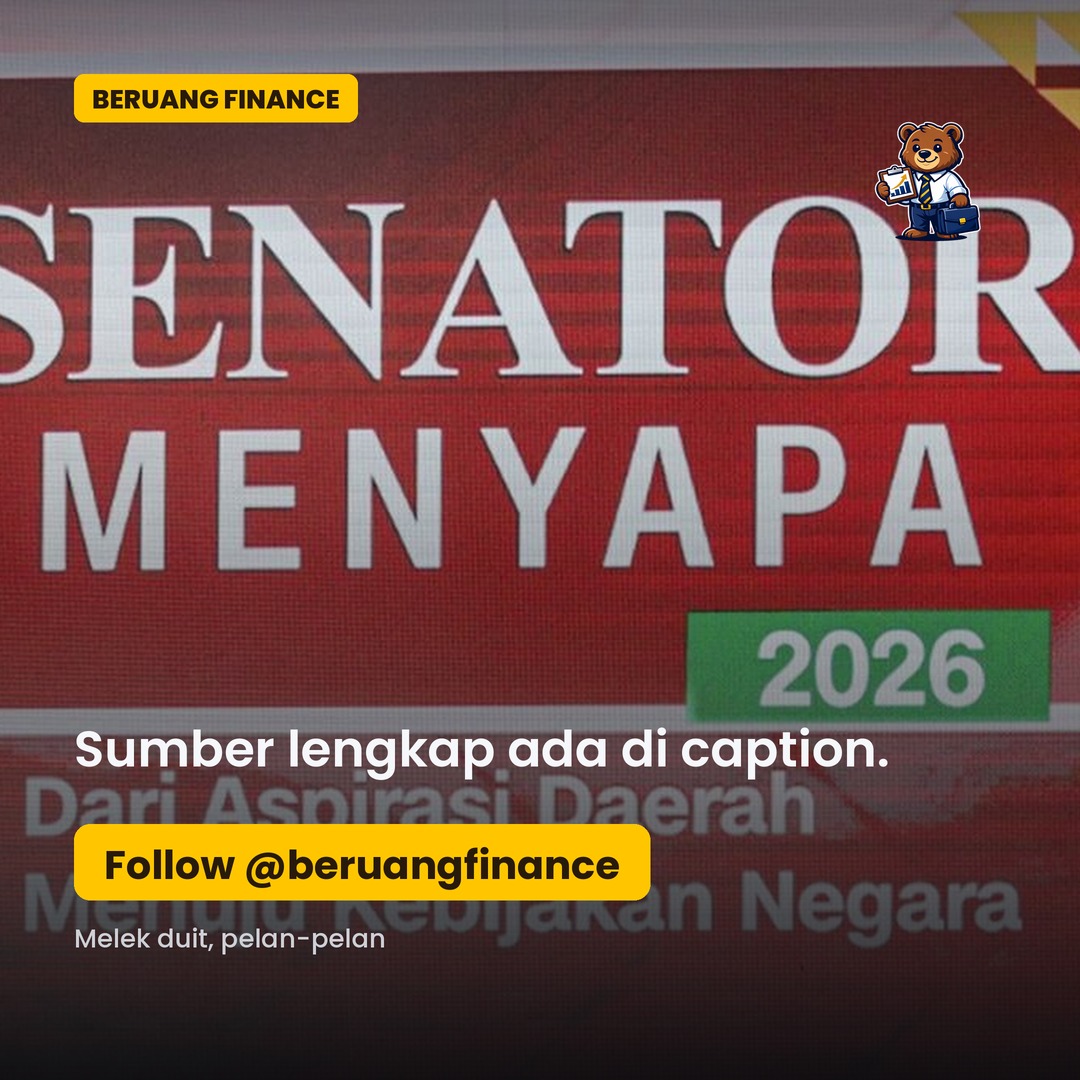 BERUANG FINANCE
SENATOR
MENYAPA
2026
Sumber lengkap ada di caption.
Dari Aspirasi Daerah
Follow @beruangfinance
Menuju Kebijakan Negara
Melek duit, pelan-pelan